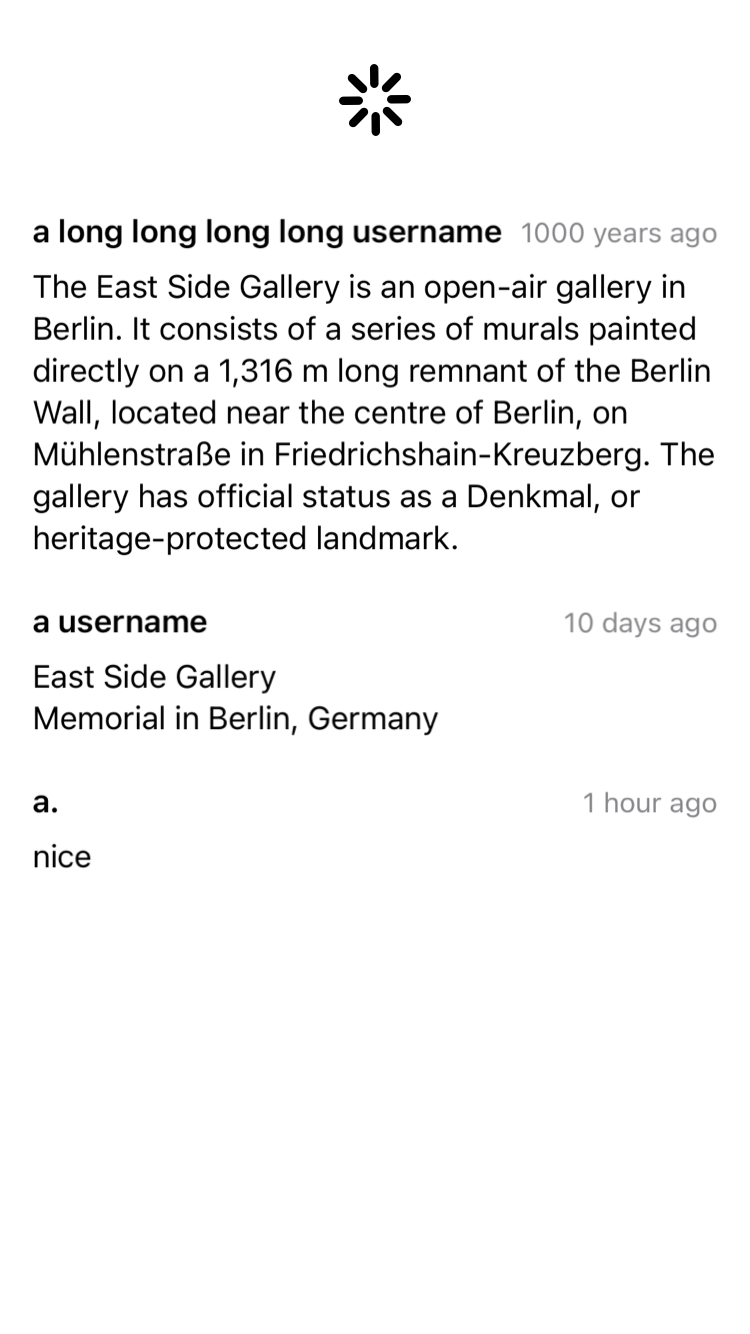 a long long long long username 1000 years ago
The East Side Gallery is an open-air gallery in
Berlin. It consists of a series of murals painted
directly on a 1,316 m long remnant of the Berlin
Wall, located near the centre of Berlin, on
Mühlenstraße in Friedrichshain-Kreuzberg. The
gallery has official status as a Denkmal, or
heritage-protected landmark.
a username 10 days ago
East Side Gallery
Memorial in Berlin, Germany
a. 1 hour ago
nice